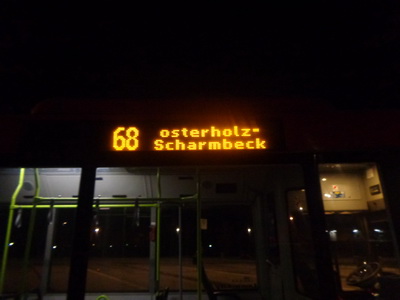 68 osterholz-
Scharmbeck